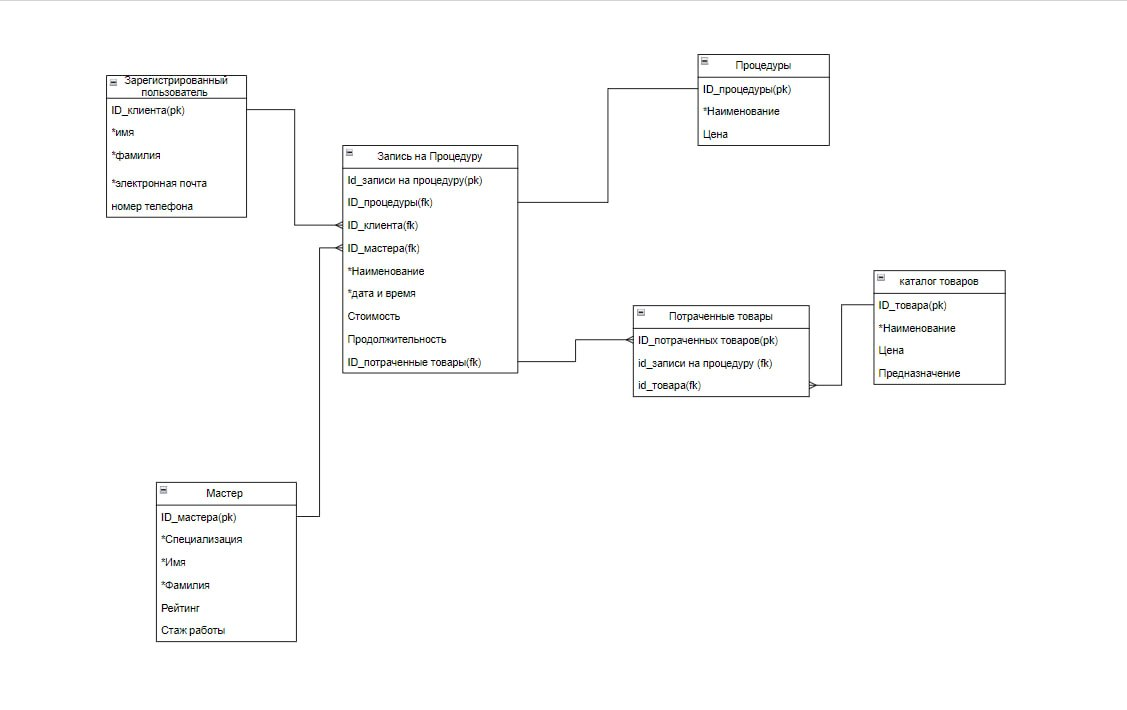 Зарегистрированный
пользователь
ID_клиента(pk)
*имя
*фамилия
*электронная почта
номер телефона
Запись на Процедуру
Id_записи на процедуру(pk)
ID_процедуры(fk)
ID_клиента(fk)
ID_мастера(fk)
*Наименование
*дата и время
Стоимость
Продолжительность
ID_потраченные товары(fk)
Процедуры
ID_процедуры(pk)
*Наименование
Цена
Потраченные товары
ID_потраченных товаров(pk)
id_записи на процедуру (fk)
id_товара(fk)
каталог товаров
ID_товара(pk)
*Наименование
Цена
Предназначение
Мастер
ID_мастера(pk)
*Специализация
*Имя
*Фамилия
Рейтинг
Стаж работы